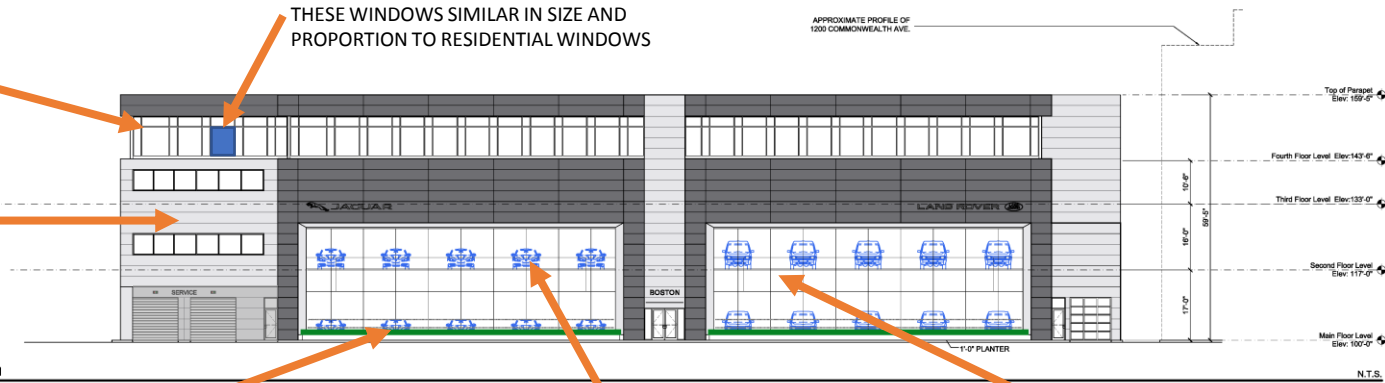 THESE WINDOWS SIMILAR IN SIZE AND
PROPORTION TO RESIDENTIAL WINDOWS
APPROXIMATE PROFILE OF
1200 COMMONWEALTH AVE.
Top of Parapet
Elev: 159'-5"
Fourth Floor Level Elev:143'-6"
10'-6"
JAGUAR
LAND ROVER
Third Floor Level Elev:133'-0"
59'-5"
16'-0"
Second Floor Level
Elev: 117'-0"
SERVICE
BOSTON
17'-0"
Main Floor Level
Elev: 100'-0"
1'-0" PLANTER
N.T.S.